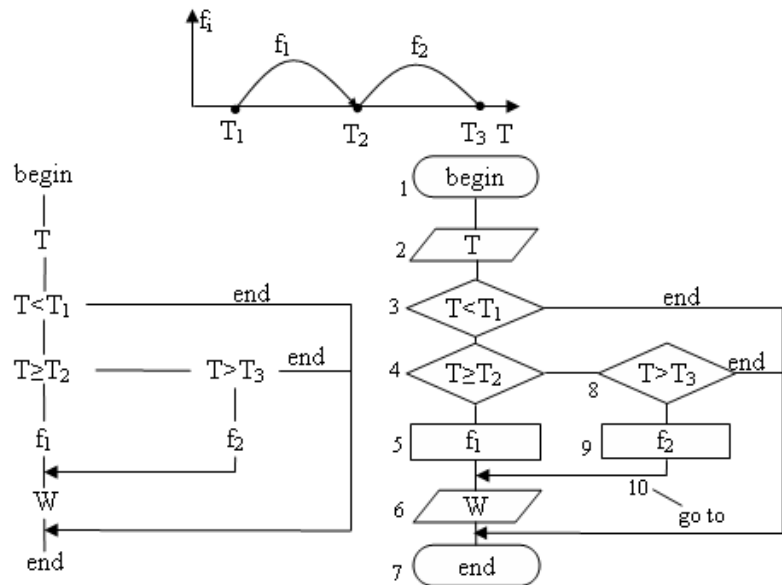 fi
f1 f2
T1 T2 T3 T
begin
T
T<T1 end
T≥T2 T>T3 end
f1 f2
W
end
1 begin
2 T
3 T<T1 end
4 T≥T2 8 T>T3 end
5 f1 9 f2
10
6 W go to
7 end